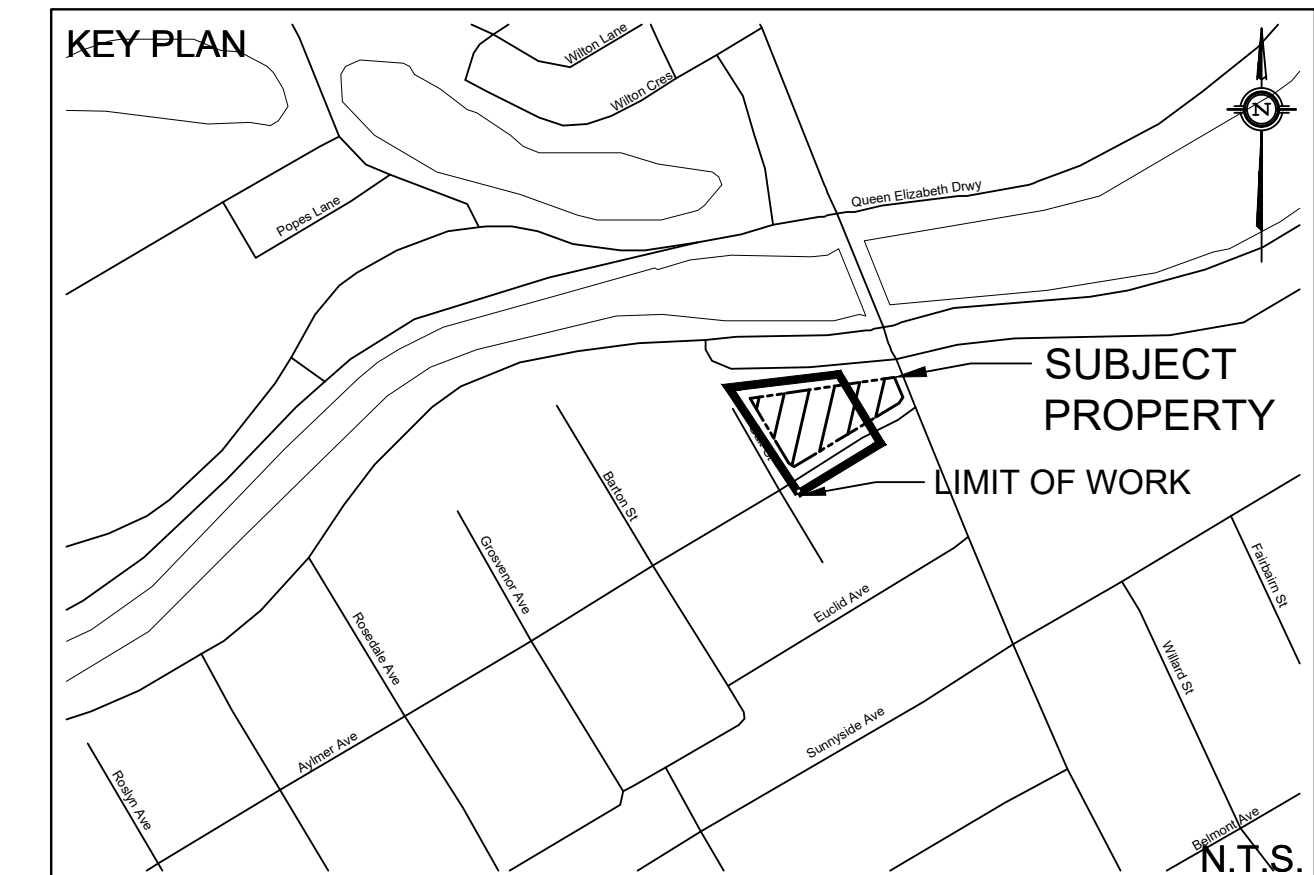 KEY PLAN
Wilton Lane
Wilton Cres
N
Popes Lane
Queen Elizabeth Drwy
SUBJECT
PROPERTY
LIMIT OF WORK
Barton St
Grosvenor Ave
Rosedale Ave
Euclid Ave
Fairbairn St
Willard St
Sunnyside Ave
Aylmer Ave
Roslyn Ave
Belmont Ave
N.T.S.